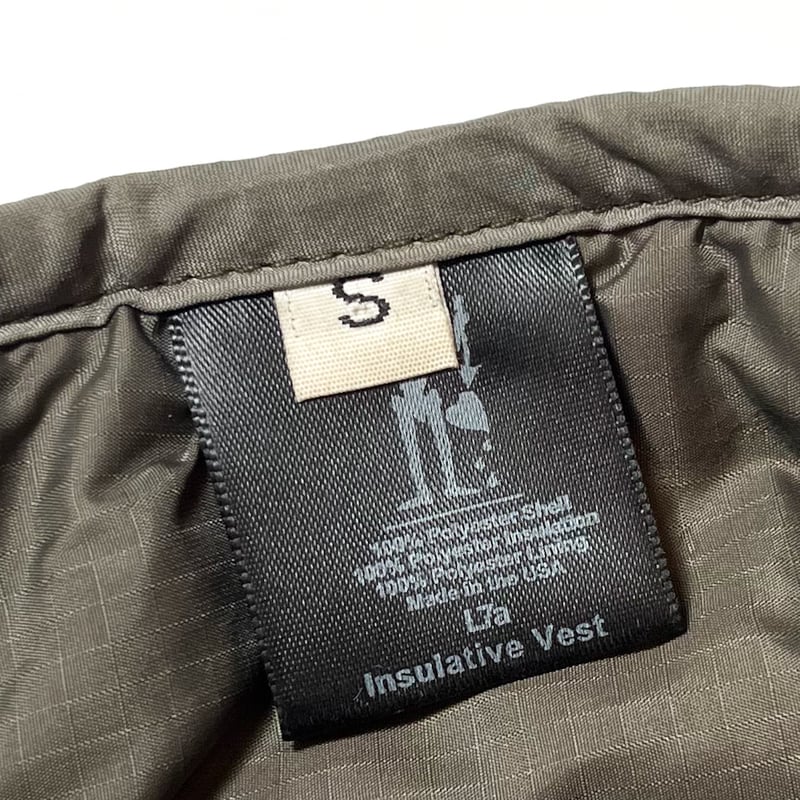 S
100% Polyester Shell
100% Polyester Insulation
100% Polyester Lining
Made in the USA
L7a
Insulative Vest